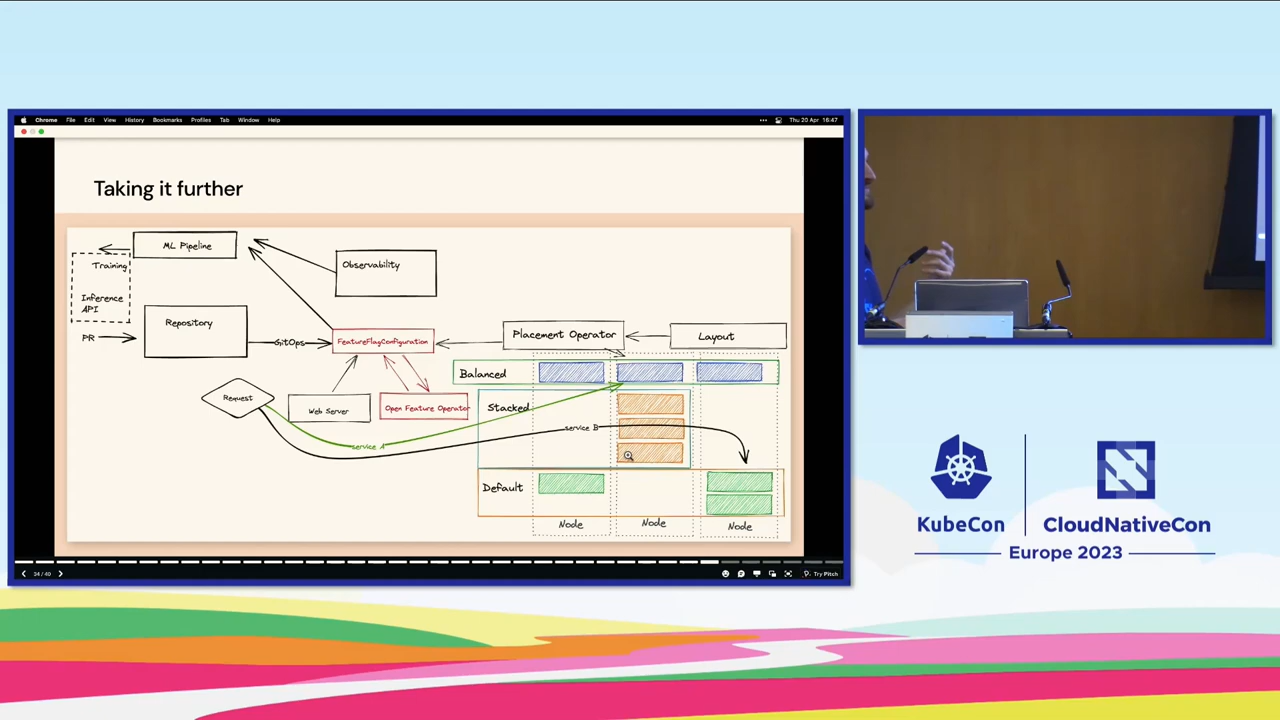 Chrome File Edit View History Bookmarks Profiles Tab Window Help
Thu 20 Apr 16:47
Taking it further
ML Pipeline
Observability
Training
Inference
API
PR
Repository
GitOps
FeatureFlagConfiguration
Placement Operator
Layout
Request
Web Server
Open Feature Operator
Balanced
Stacked
service A
service B
Default
Node
Node
Node
34 / 40
Try Pitch
KubeCon
CloudNativeCon
Europe 2023